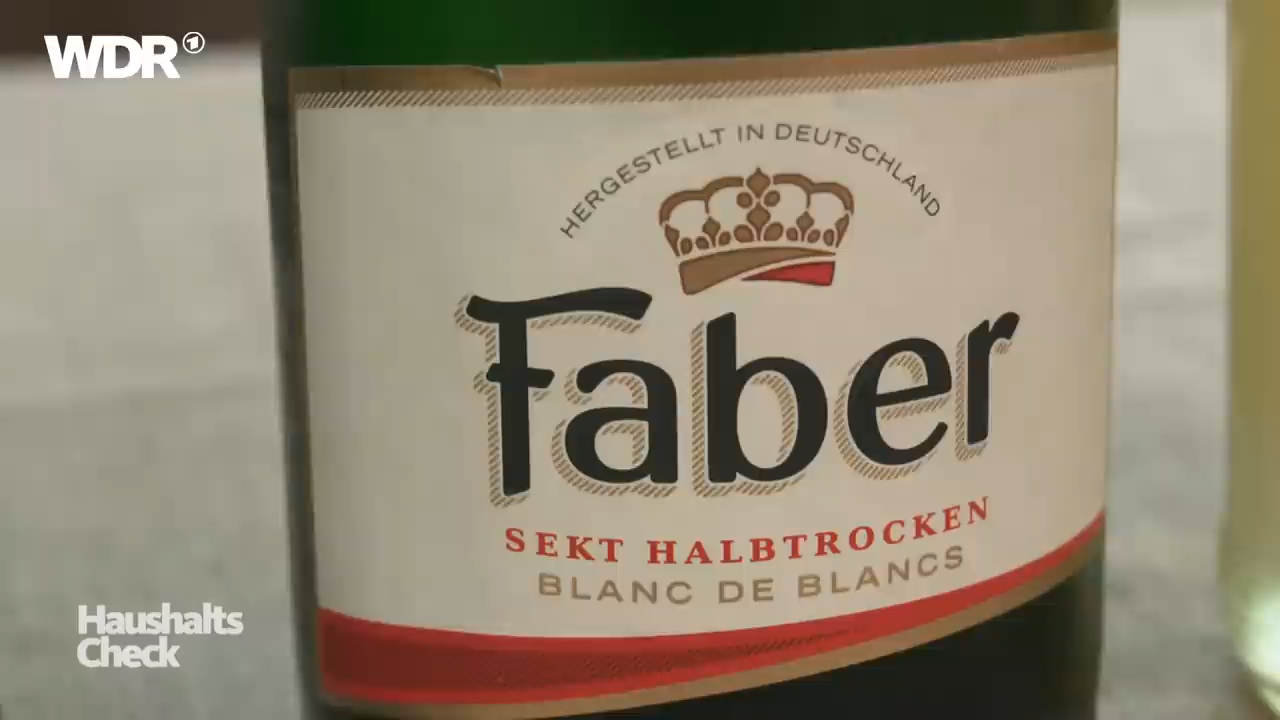 WDR
HERGESTELLT IN DEUTSCHLAND
Faber
SEKT HALBTROCKEN
BLANC DE BLANCS
Haushalts
Check